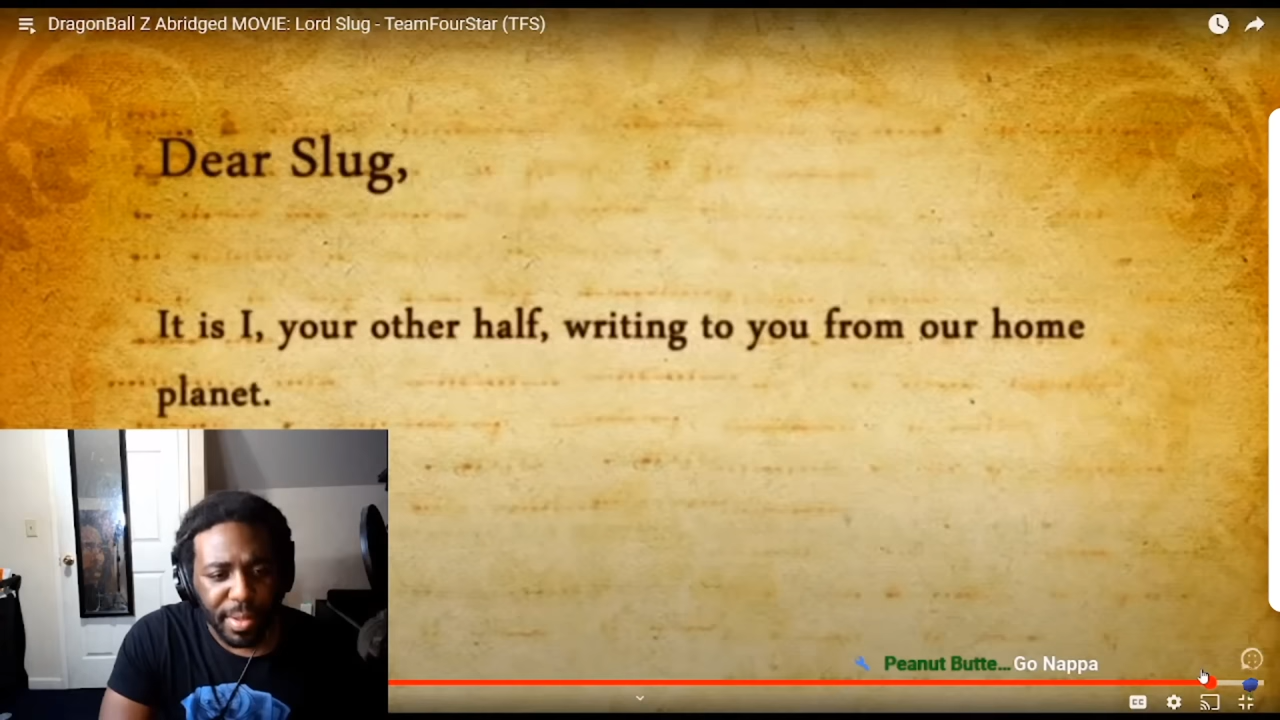 DragonBall Z Abridged MOVIE: Lord Slug - TeamFourStar (TFS)
Dear Slug,
It is I, your other half, writing to you from our home
planet.
Peanut Butte... Go Nappa
CC